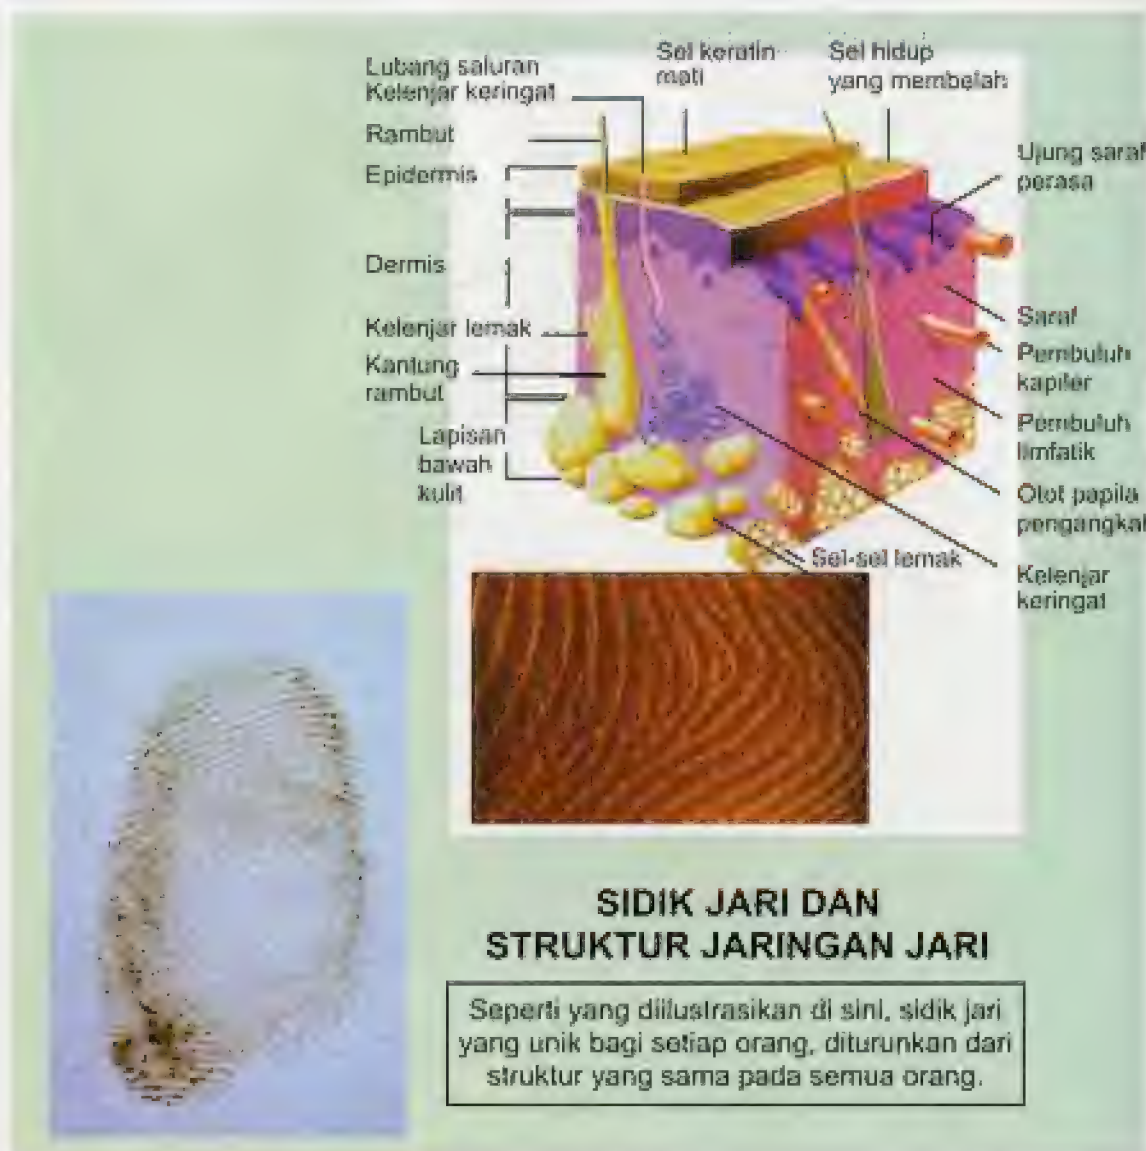 Lubang saluran
Kelenjar keringat
Rambut
Epidermis
Dermis
Kelenjar lemak
Kantung
rambut
Lapisan
bawah
kulit
Sel keratin
mati
Sel hidup
yang membelah
Ujung saraf
perasa
Saraf
Pembuluh
kapiler
Pembuluh
limfatik
Otot papila
pengangkat
Kelenjar
keringat
Sel-sel lemak
SIDIK JARI DAN
STRUKTUR JARINGAN JARI
Seperti yang diilustrasikan di sini, sidik jari
yang unik bagi setiap orang, diturunkan dari
struktur yang sama pada semua orang.